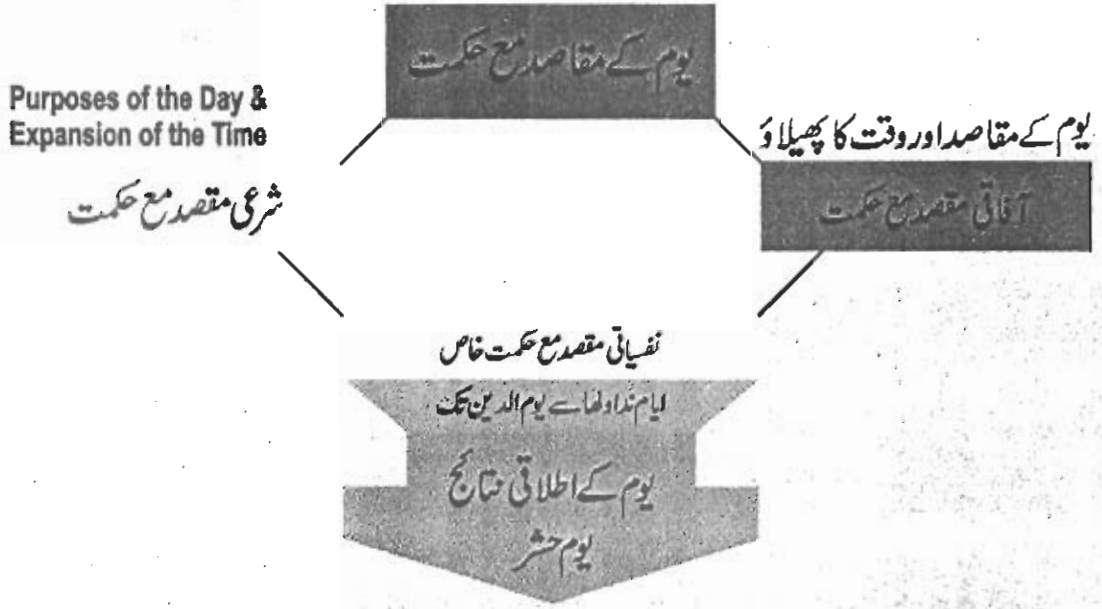 یوم کے مقاصد مع حکمت
Purposes of the Day &
Expansion of the Time
یوم کے مقاصد اور وقت کا پھیلاؤ
شرعی مقصد مع حکمت
آفاقی مقصد مع حکمت
نفسیاتی مقصد مع حکمت خاص
ایام نداولھا سے یوم الدین تک
یوم کے اطلاقی نتائج
یوم حشر